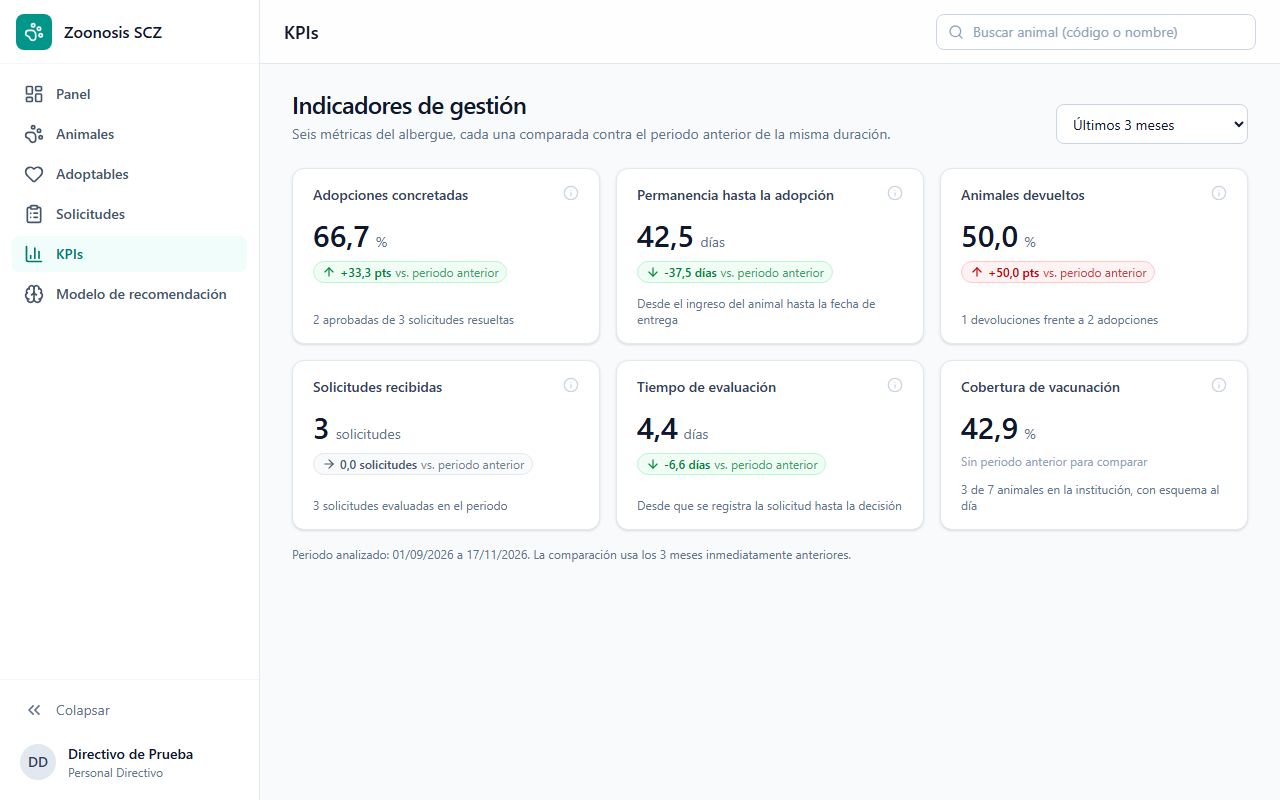 Zoonosis SCZ
KPIs
Buscar animal (código o nombre)
Panel
Animales
Adoptables
Solicitudes
KPIs
Modelo de recomendación
Indicadores de gestión
Seis métricas del albergue, cada una comparada contra el periodo anterior de la misma duración.
Últimos 3 meses
Adopciones concretadas
66,7 %
↑ +33,3 pts vs. periodo anterior
2 aprobadas de 3 solicitudes resueltas
Permanencia hasta la adopción
42,5 días
↓ -37,5 días vs. periodo anterior
Desde el ingreso del animal hasta la fecha de
entrega
Animales devueltos
50,0 %
↑ +50,0 pts vs. periodo anterior
1 devoluciones frente a 2 adopciones
Solicitudes recibidas
3 solicitudes
→ 0,0 solicitudes vs. periodo anterior
3 solicitudes evaluadas en el periodo
Tiempo de evaluación
4,4 días
↓ -6,6 días vs. periodo anterior
Desde que se registra la solicitud hasta la decisión
Cobertura de vacunación
42,9 %
Sin periodo anterior para comparar
3 de 7 animales en la institución, con esquema al
día
Periodo analizado: 01/09/2026 a 17/11/2026. La comparación usa los 3 meses inmediatamente anteriores.
Colapsar
DD
Directivo de Prueba
Personal Directivo